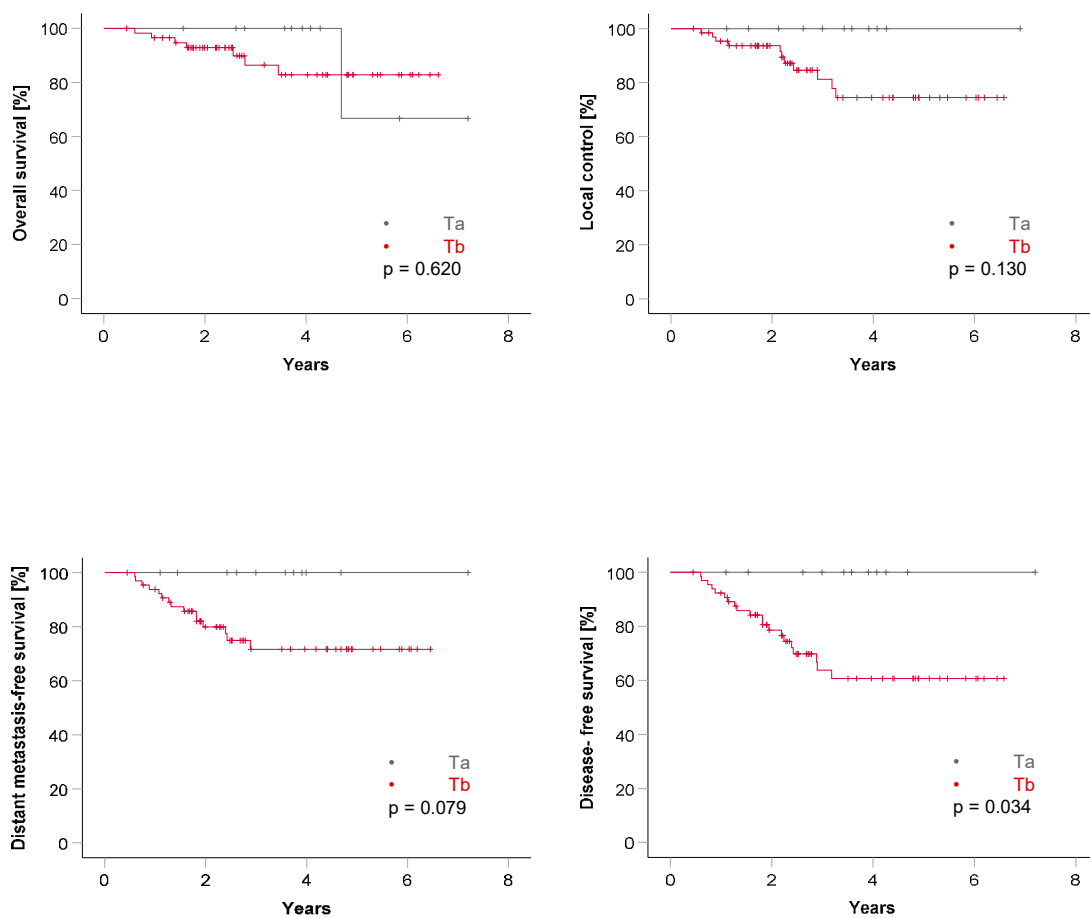 Overall survival [%]
100
80
60
40
20
0
Ta
Tb
p = 0.620
0 2 4 6 8
Years
Local control [%]
100
80
60
40
20
0
Ta
Tb
p = 0.130
0 2 4 6 8
Years
Distant metastasis-free survival [%]
100
80
60
40
20
0
Ta
Tb
p = 0.079
0 2 4 6 8
Years
Disease- free survival [%]
100
80
60
40
20
0
Ta
Tb
p = 0.034
0 2 4 6 8
Years